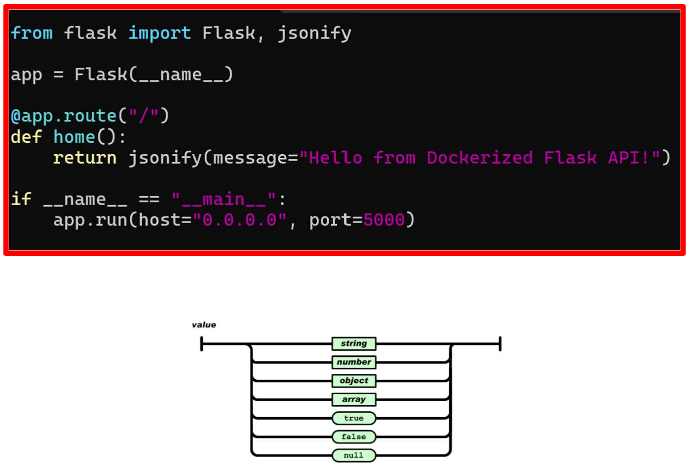 from flask import Flask, jsonify
app = Flask(__name__)
@app.route("/")
def home():
    return jsonify(message="Hello from Dockerized Flask API!")
if __name__ == "__main__":
    app.run(host="0.0.0.0", port=5000)
value
string
number
object
array
true
false
null